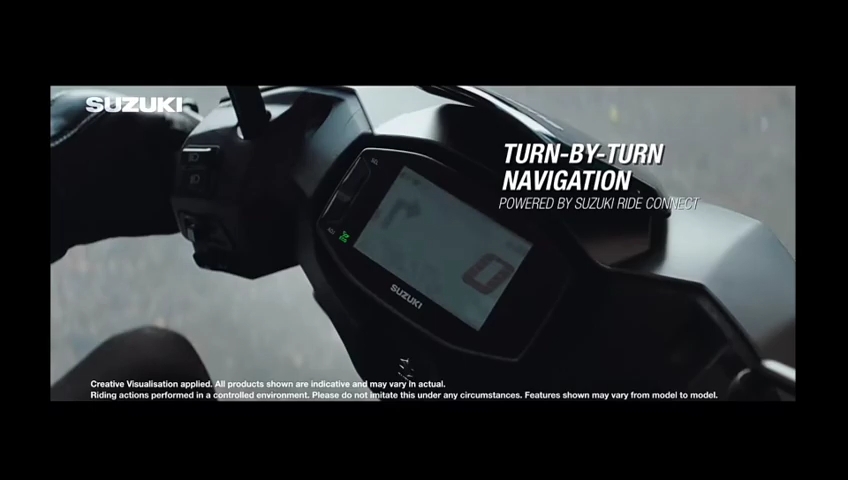 SUZUKI
TURN-BY-TURN
NAVIGATION
POWERED BY SUZUKI RIDE CONNECT
0
SUZUKI
Creative Visualisation applied. All products shown are indicative and may vary in actual.
Riding actions performed in a controlled environment. Please do not imitate this under any circumstances. Features shown may vary from model to model.